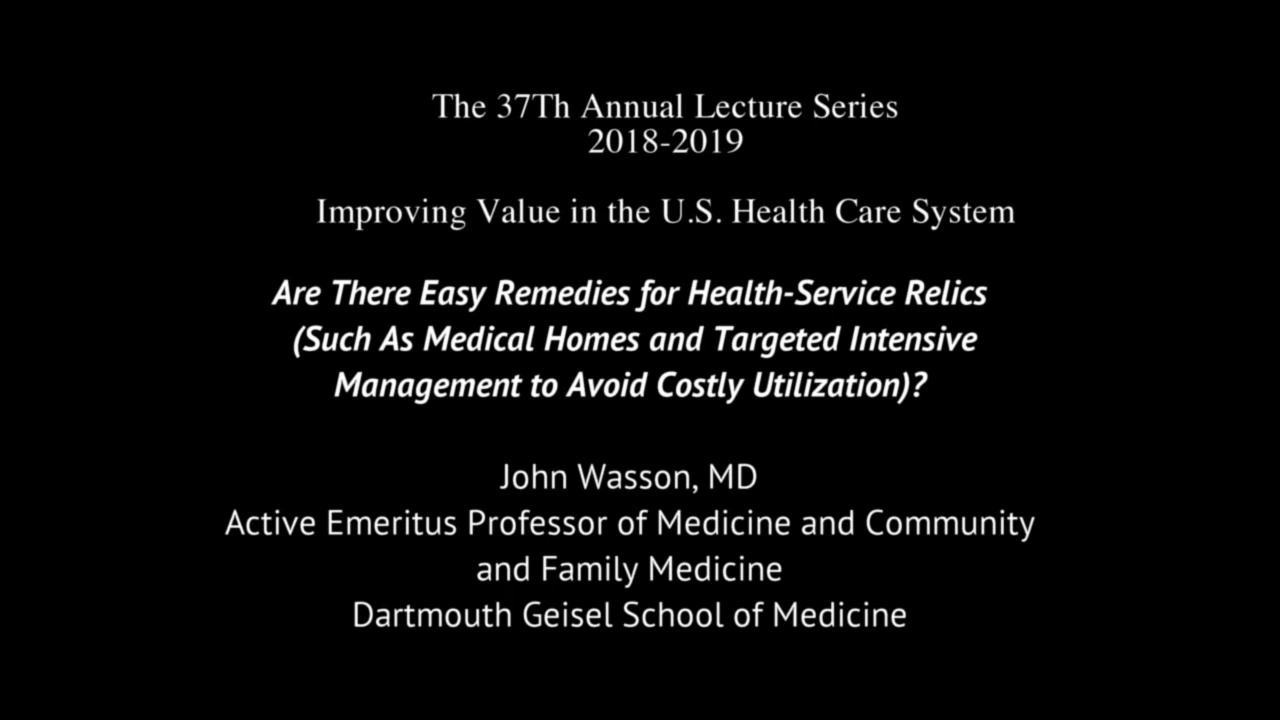 The 37Th Annual Lecture Series
2018-2019
Improving Value in the U.S. Health Care System
Are There Easy Remedies for Health-Service Relics
(Such As Medical Homes and Targeted Intensive
Management to Avoid Costly Utilization)?
John Wasson, MD
Active Emeritus Professor of Medicine and Community
and Family Medicine
Dartmouth Geisel School of Medicine